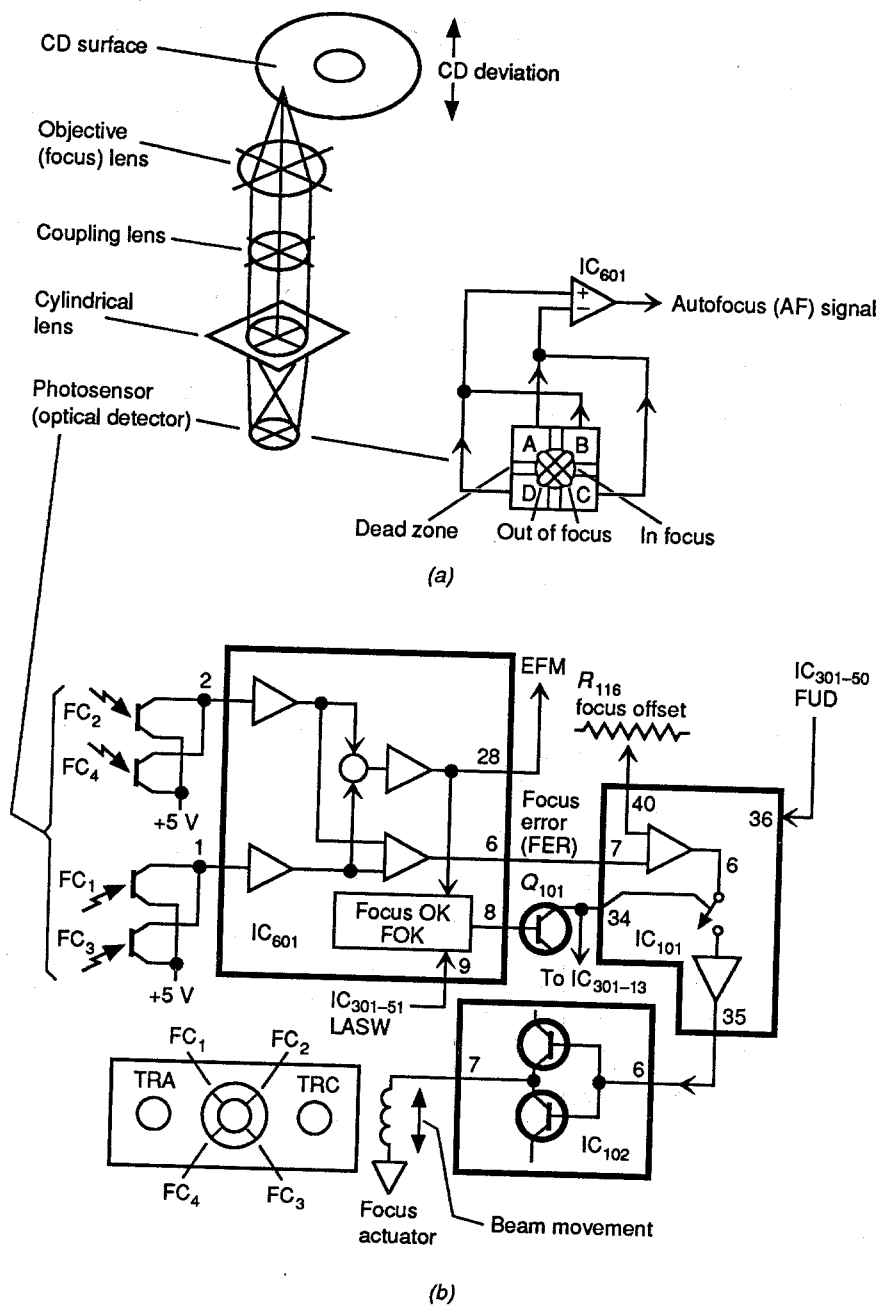 CD surface
CD deviation
Objective
(focus) lens
Coupling lens
Cylindrical
lens
Photosensor
(optical detector)
IC601
+
−
Autofocus (AF) signal
A
B
D
C
Dead zone
Out of focus
In focus
(a)
EFM
R116
focus offset
IC301–50
FUD
FC2
FC4
2
+5 V
28
40
36
Focus
error
(FER)
6
7
6
FC1
FC3
1
+5 V
IC601
Focus OK
FOK
8
9
Q101
34
IC101
To IC301–13
35
IC301–51
LASW
FC1
FC2
TRA
TRC
FC4
FC3
7
6
IC102
Focus
actuator
Beam movement
(b)